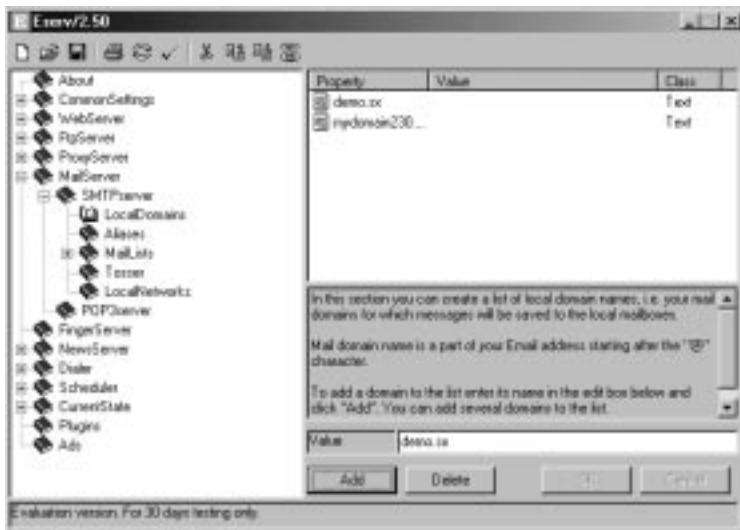 Eserv/2.50
About
CommonSettings
WebServer
FtpServer
ProxyServer
MailServer
SMTPserver
LocalDomains
Aliases
MailLists
Tosser
LocalNetworks
POP3server
FingerServer
NewsServer
Dialer
Scheduler
CurrentState
Plugins
Ads
Property Value Class
demo.sx Text
mydomain230... Text
In this section you can create a list of local domain names, i.e. your mail
domains for which messages will be saved to the local mailboxes.
Mail domain name is a part of your Email address starting after the "@"
character.
To add a domain to the list enter its name in the edit box below and
click "Add". You can add several domains to the list.
Value demo.sx
Add Delete Cancel
Evaluation version. For 30 days testing only.